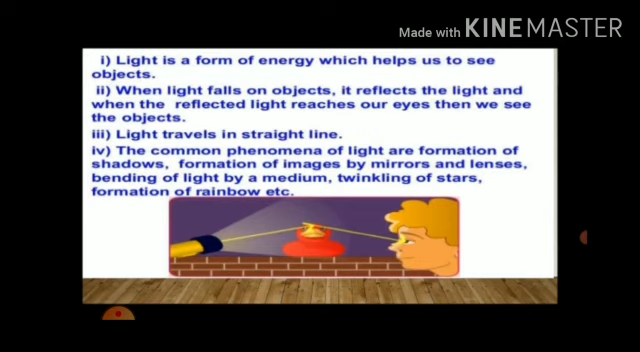 Made with KINEMASTER
i) Light is a form of energy which helps us to see
objects.
ii) When light falls on objects, it reflects the light and
when the reflected light reaches our eyes then we see
the objects.
iii) Light travels in straight line.
iv) The common phenomena of light are formation of
shadows, formation of images by mirrors and lenses,
bending of light by a medium, twinkling of stars,
formation of rainbow etc.